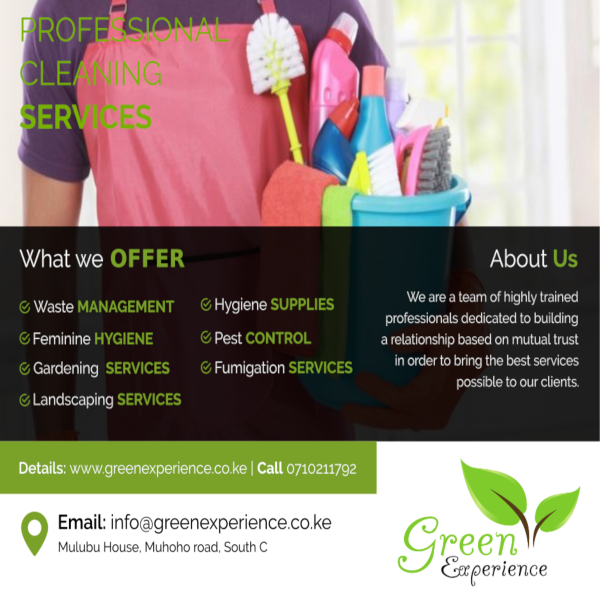 PROFESSIONAL
CLEANING
SERVICES
What we OFFER
Waste MANAGEMENT
Feminine HYGIENE
Gardening SERVICES
Landscaping SERVICES
Hygiene SUPPLIES
Pest CONTROL
Fumigation SERVICES
About Us
We are a team of highly trained
professionals dedicated to building
a relationship based on mutual trust
in order to bring the best services
possible to our clients.
Details: www.greenexperience.co.ke | Call 0710211792
Email: info@greenexperience.co.ke
Mulubu House, Muhoho road, South C
Green
Experience